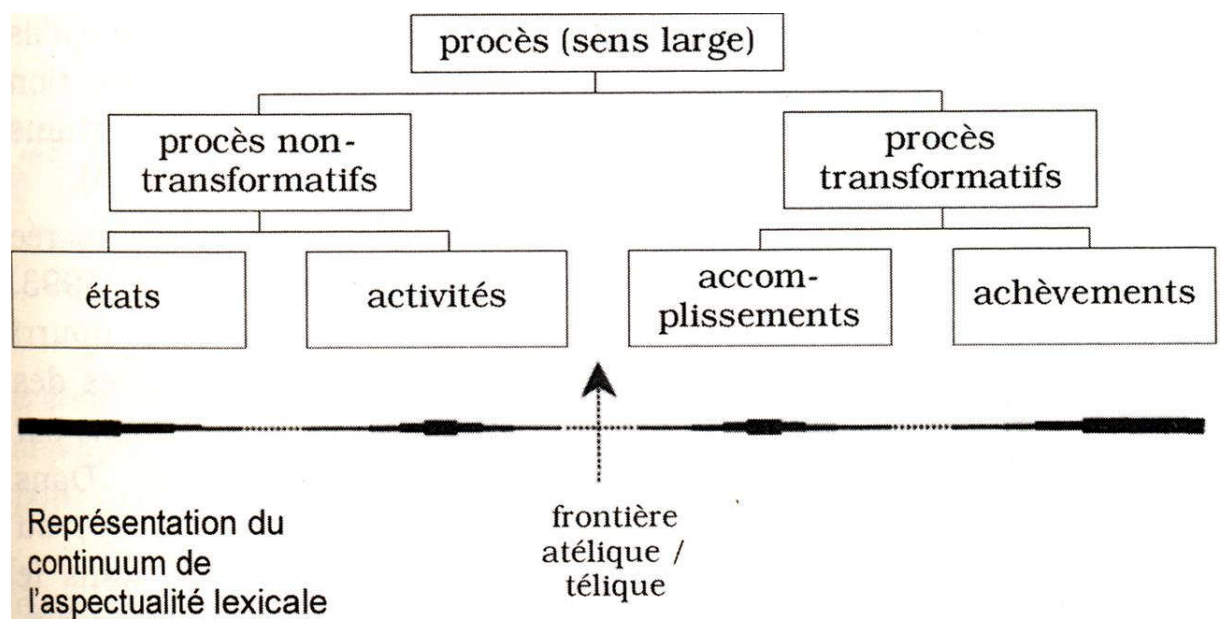 procès (sens large)
procès non-
transformatifs
procès
transformatifs
états
activités
accom-
plissements
achèvements
frontière
atélique /
télique
Représentation du
continuum de
l'aspectualité lexicale